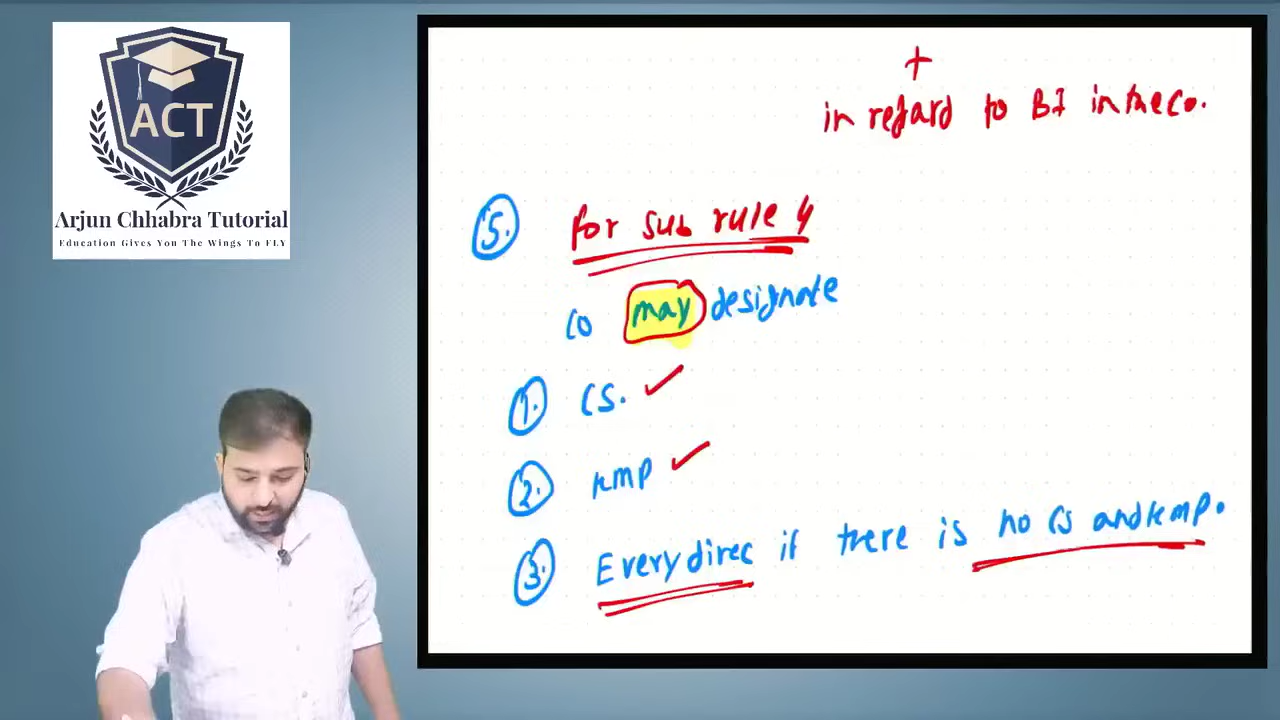 ACT
Arjun Chhabra Tutorial
Education Gives You The Wings To FLY
+
in regard to BI in the Co.
5. for sub rule 4
Co may designate
1. CS. ✓
2. KMP ✓
3. Every direc if there is no CS and KMP.